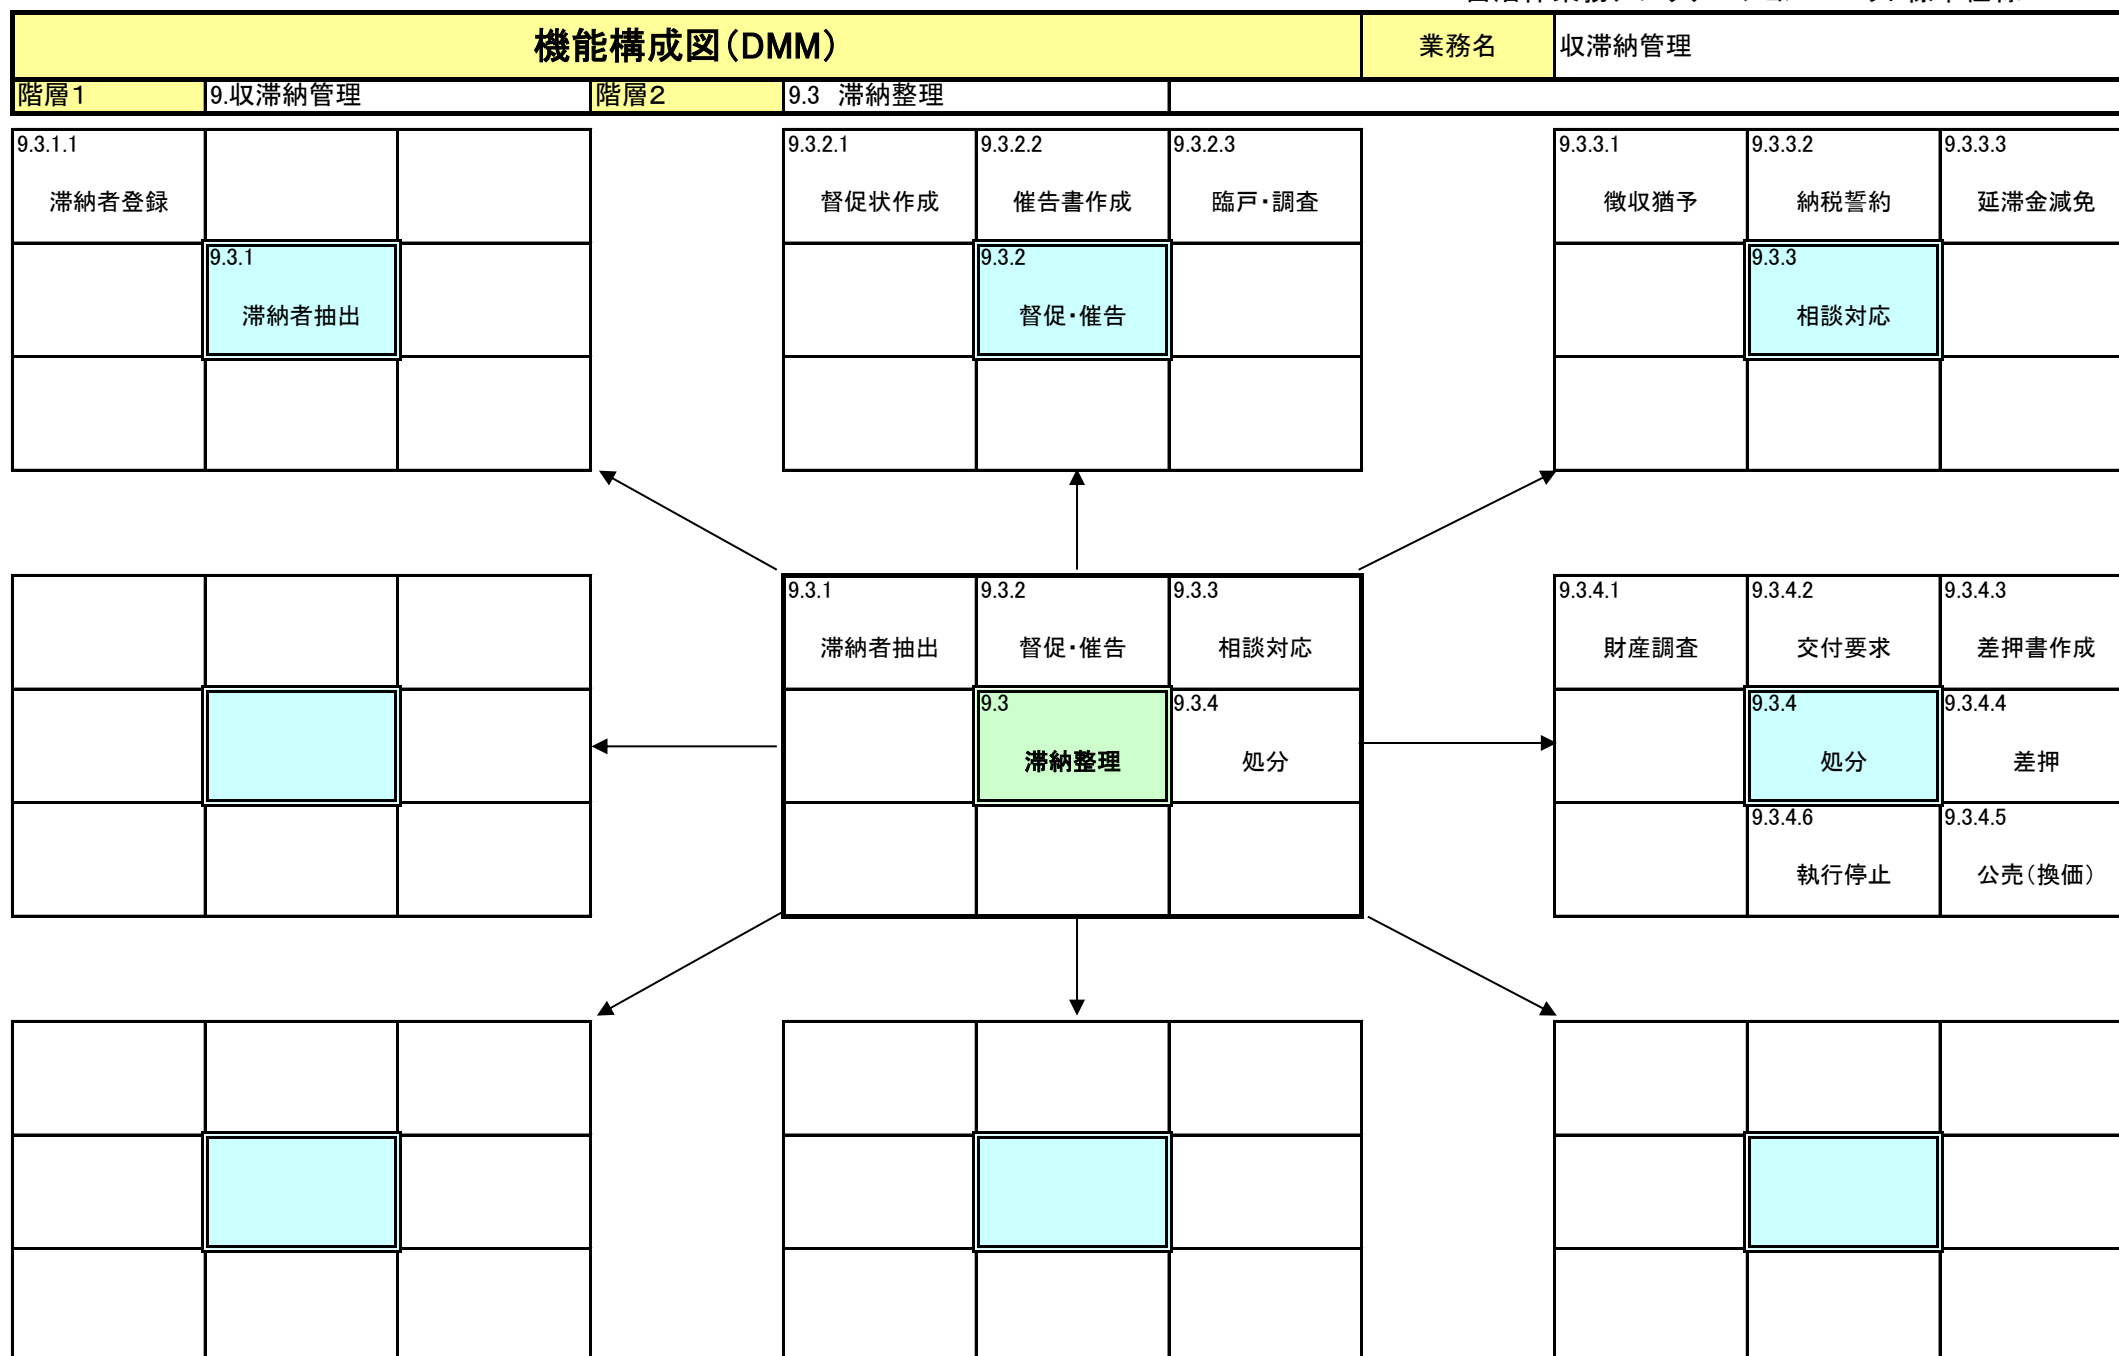 機能構成図(DMM)
業務名
収滞納管理
階層1
9.収滞納管理
階層2
9.3 滞納整理
9.3.1.1
滞納者登録
9.3.1
滞納者抽出
9.3.2.1
督促状作成
9.3.2.2
催告書作成
9.3.2.3
臨戸・調査
9.3.2
督促・催告
9.3.3.1
徴収猶予
9.3.3.2
納税誓約
9.3.3.3
延滞金減免
9.3.3
相談対応
9.3.1
滞納者抽出
9.3.2
督促・催告
9.3.3
相談対応
9.3
滞納整理
9.3.4
処分
9.3.4.1
財産調査
9.3.4.2
交付要求
9.3.4.3
差押書作成
9.3.4
処分
9.3.4.4
差押
9.3.4.6
執行停止
9.3.4.5
公売(換価)